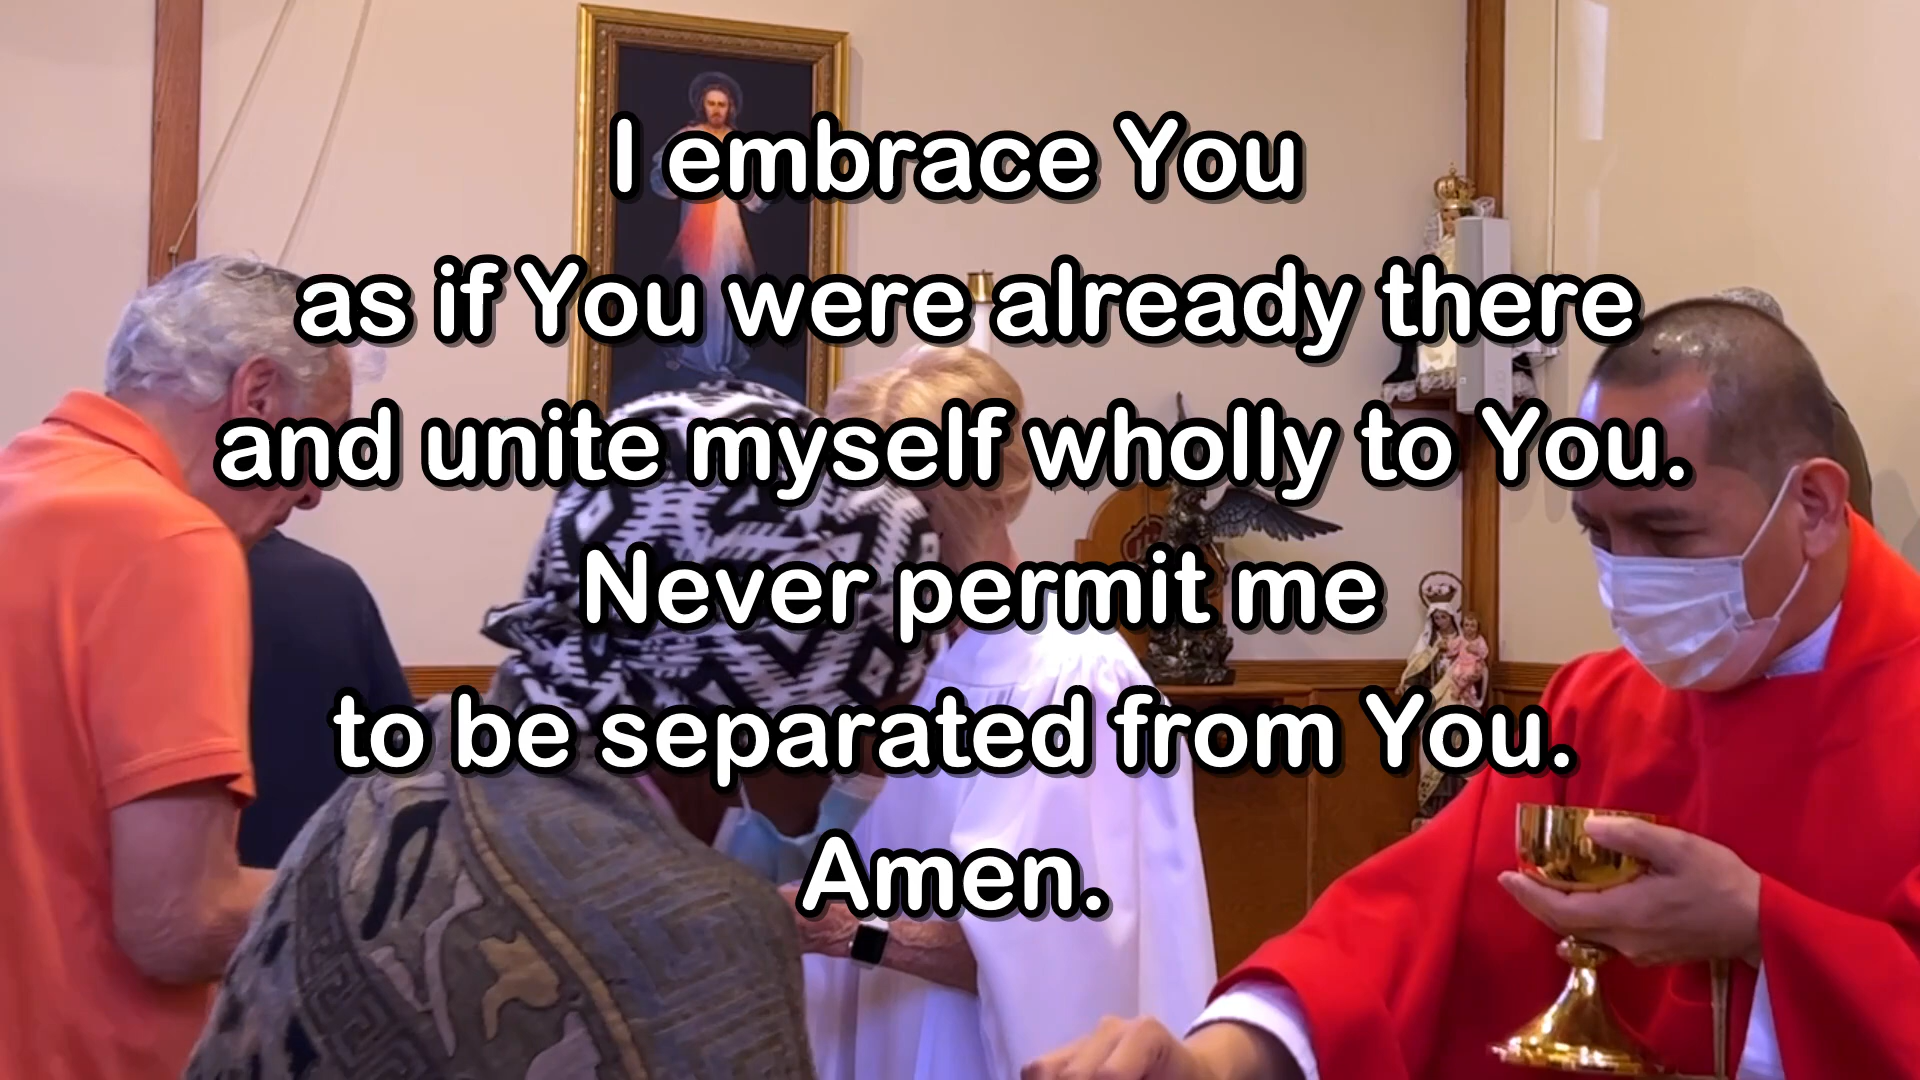 I embrace You
as if You were already there
and unite myself wholly to You.
Never permit me
to be separated from You.
Amen.